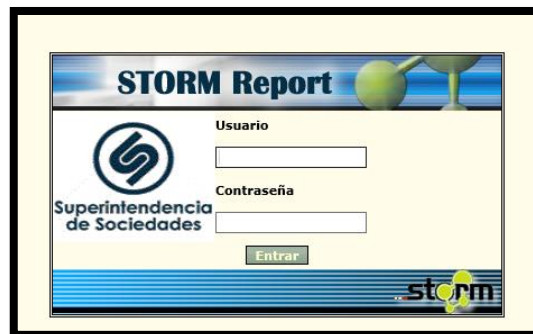 STORM Report
Usuario
Superintendencia
de Sociedades
Contraseña
Entrar
storm